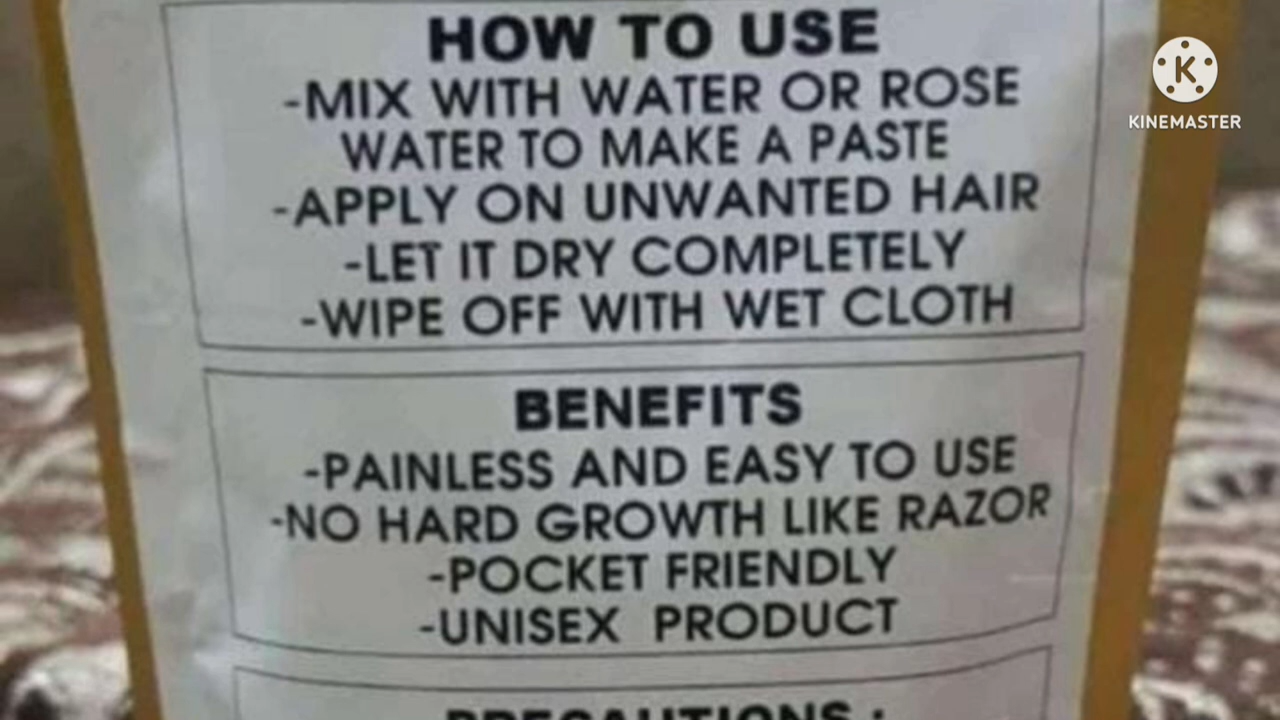 HOW TO USE
-MIX WITH WATER OR ROSE
WATER TO MAKE A PASTE
-APPLY ON UNWANTED HAIR
-LET IT DRY COMPLETELY
-WIPE OFF WITH WET CLOTH
BENEFITS
-PAINLESS AND EASY TO USE
-NO HARD GROWTH LIKE RAZOR
-POCKET FRIENDLY
-UNISEX PRODUCT
PRECAUTIONS :
K
KINEMASTER